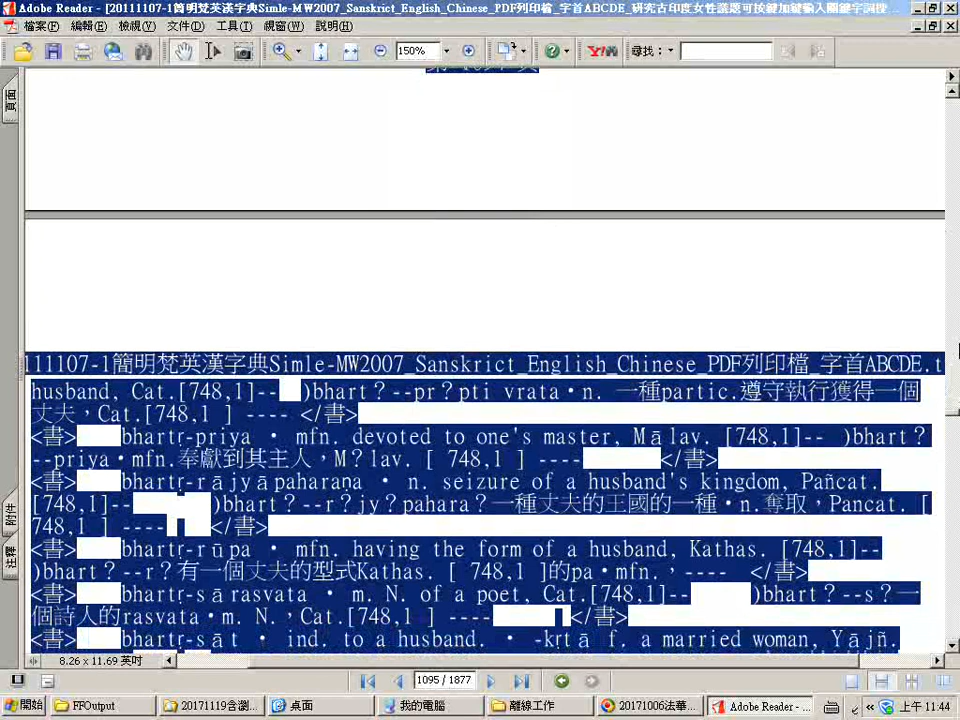 Adobe Reader - [20111107-1簡明梵英漢字典Simle-MW2007_Sanskrict_English_Chinese_PDF列印檔_字首ABCDE_研究古印度女性議題可按加鍵輸入關鍵字詞搜
檔案(F) 編輯(E) 檢視(V) 文件(D) 工具(T) 視窗(W) 說明(H)
150% Y! 尋找:
頁面
111107-1簡明梵英漢字典Simle-MW2007_Sanskrict_English_Chinese_PDF列印檔_字首ABCDE.t
husband, Cat.[748,1]-- )bhart？--pr？pti vrata‧n. 一種partic.遵守執行獲得一個
丈夫，Cat.[748,1 ] ---- </書>
<書> bhartṛ-priya ‧ mfn. devoted to one's master, Mālav. [748,1]-- )bhart？
--priya‧mfn.奉獻到其主人，M？lav. [ 748,1 ] ---- </書>
<書> bhartṛ-rājyāpaharaṇa ‧ n. seizure of a husband's kingdom, Pañcat.
[748,1]-- )bhart？--r？jy？pahara？一種丈夫的王國的一種‧n.奪取，Pancat. [
748,1 ] ---- </書>
<書> bhartṛ-rūpa ‧ mfn. having the form of a husband, Kathas. [748,1]--
)bhart？--r？有一個丈夫的型式Kathas. [ 748,1 ]的pa‧mfn.，---- </書>
<書> bhartṛ-sārasvata ‧ m. N. of a poet, Cat.[748,1]-- )bhart？--s？一
個詩人的rasvata‧m. N.，Cat.[748,1 ] ---- </書>
<書> bhartṛ-sāt ‧ ind. to a husband. ‧ -kṛtā f. a married woman, Yājñ.
附件
注釋
8.26 x 11.69 英吋
1095 / 1877
開始 FFOutput 20171119含瀏... 桌面 我的電腦 離線工作 20171006法華... Adobe Reader -... 上午 11:44